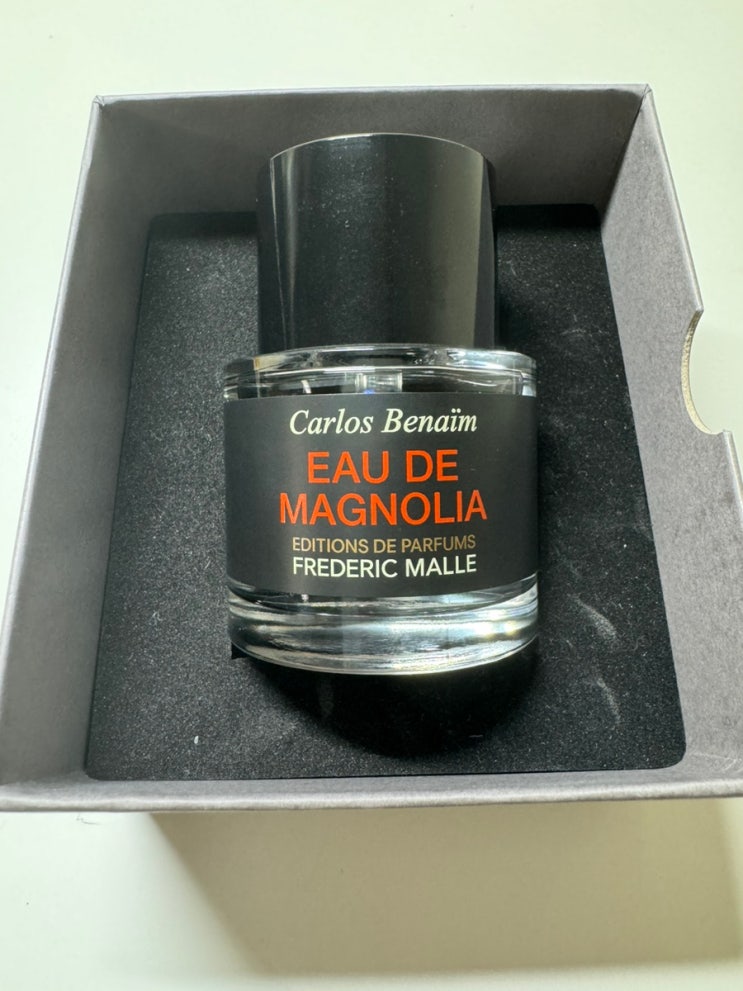 Carlos Benaïm
EAU DE
MAGNOLIA
EDITIONS DE PARFUMS
FREDERIC MALLE